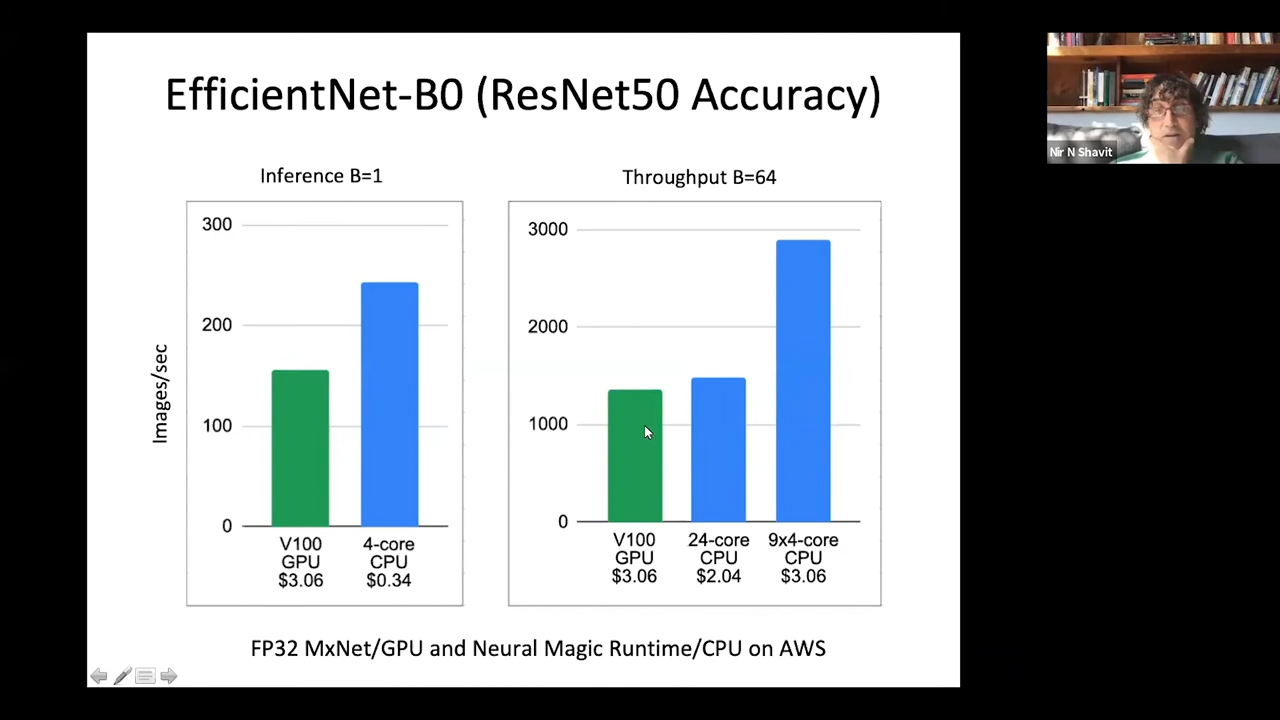 EfficientNet-B0 (ResNet50 Accuracy)
Nir N Shavit
Inference B=1
Images/sec
300
200
100
0
V100
GPU
$3.06
4-core
CPU
$0.34
Throughput B=64
3000
2000
1000
0
V100
GPU
$3.06
24-core
CPU
$2.04
9x4-core
CPU
$3.06
FP32 MxNet/GPU and Neural Magic Runtime/CPU on AWS